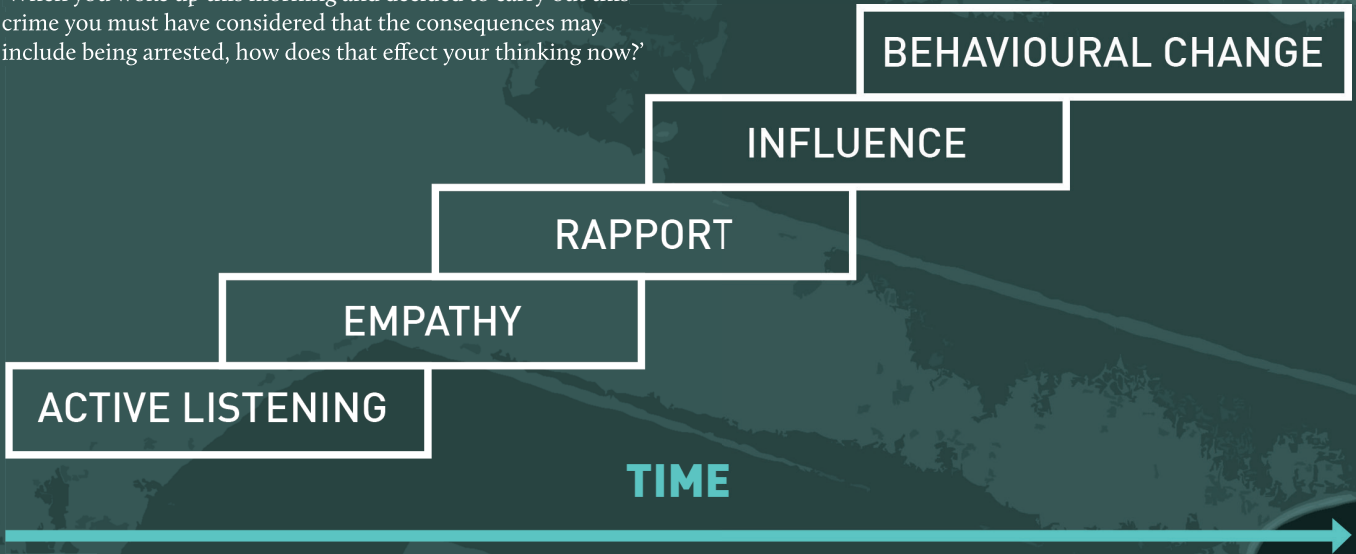 crime you must have considered that the consequences may
include being arrested, how does that effect your thinking now?’
BEHAVIOURAL CHANGE
INFLUENCE
RAPPORT
EMPATHY
ACTIVE LISTENING
TIME